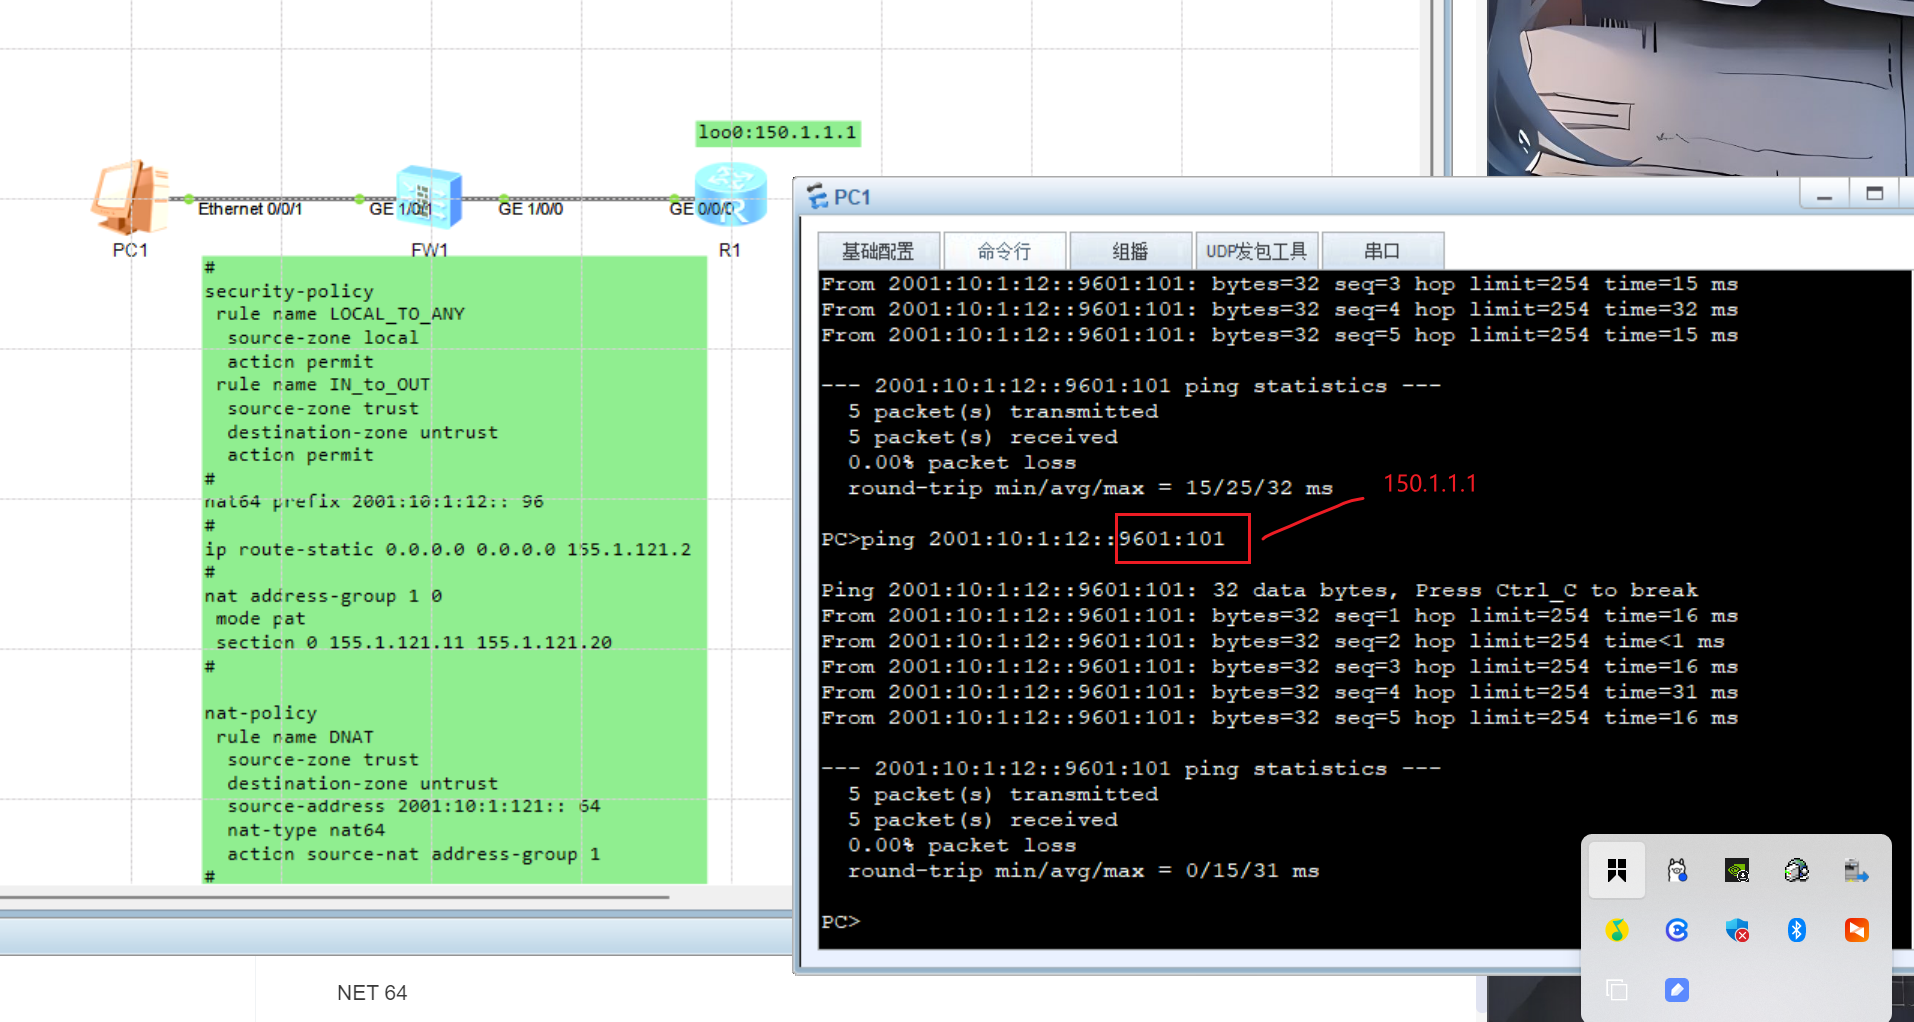 loo0:150.1.1.1
Ethernet 0/0/1
GE 1/0/1
GE 1/0/0
GE 0/0/0
PC1
FW1
R1
#
security-policy
rule name LOCAL_TO_ANY
source-zone local
action permit
rule name IN_to_OUT
source-zone trust
destination-zone untrust
action permit
#
nat64 prefix 2001:10:1:12:: 96
#
ip route-static 0.0.0.0 0.0.0.0 155.1.121.2
#
nat address-group 1 0
mode pat
section 0 155.1.121.11 155.1.121.20
#
nat-policy
rule name DNAT
source-zone trust
destination-zone untrust
source-address 2001:10:1:121:: 64
nat-type nat64
action source-nat address-group 1
#
PC1
基础配置 命令行 组播 UDP发包工具 串口
From 2001:10:1:12::9601:101: bytes=32 seq=3 hop limit=254 time=15 ms
From 2001:10:1:12::9601:101: bytes=32 seq=4 hop limit=254 time=32 ms
From 2001:10:1:12::9601:101: bytes=32 seq=5 hop limit=254 time=15 ms
--- 2001:10:1:12::9601:101 ping statistics ---
5 packet(s) transmitted
5 packet(s) received
0.00% packet loss
round-trip min/avg/max = 15/25/32 ms
150.1.1.1
PC>ping 2001:10:1:12::9601:101
Ping 2001:10:1:12::9601:101: 32 data bytes, Press Ctrl_C to break
From 2001:10:1:12::9601:101: bytes=32 seq=1 hop limit=254 time=16 ms
From 2001:10:1:12::9601:101: bytes=32 seq=2 hop limit=254 time<1 ms
From 2001:10:1:12::9601:101: bytes=32 seq=3 hop limit=254 time=16 ms
From 2001:10:1:12::9601:101: bytes=32 seq=4 hop limit=254 time=31 ms
From 2001:10:1:12::9601:101: bytes=32 seq=5 hop limit=254 time=16 ms
--- 2001:10:1:12::9601:101 ping statistics ---
5 packet(s) transmitted
5 packet(s) received
0.00% packet loss
round-trip min/avg/max = 0/15/31 ms
PC>
NET 64